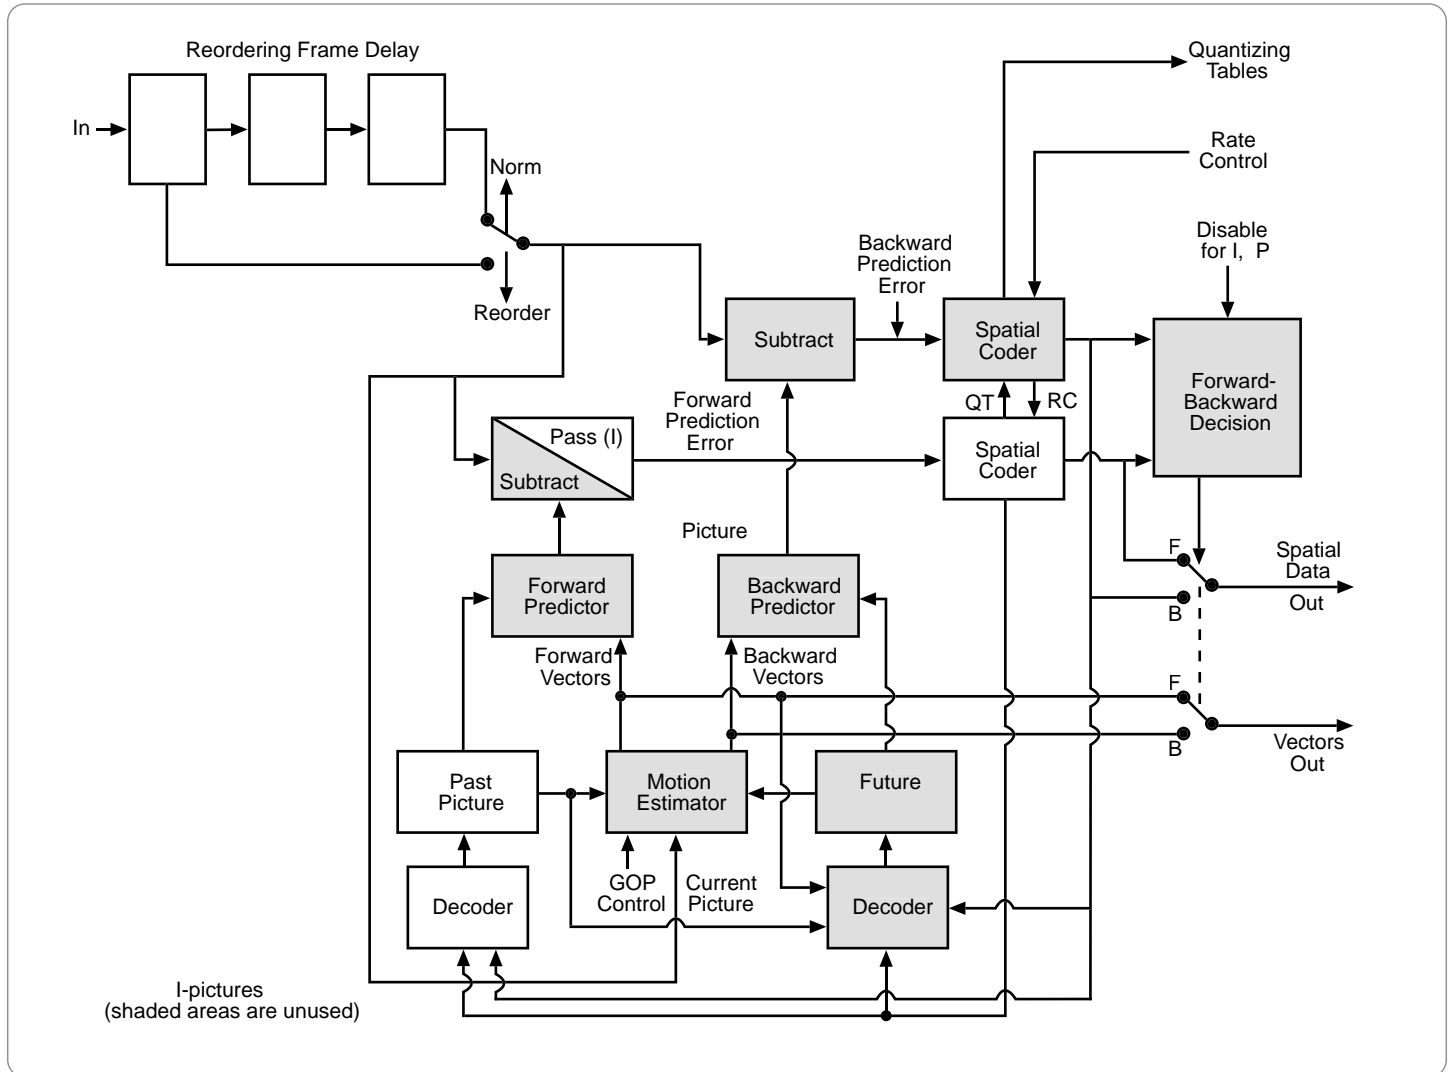 Reordering Frame Delay
Quantizing
Tables
In
Norm
Rate
Control
Reorder
Backward
Prediction
Error
Disable
for I, P
Subtract
Spatial
Coder
Forward-
Backward
Decision
QT
RC
Forward
Prediction
Error
Pass (I)
Subtract
Spatial
Coder
Picture
Forward
Predictor
Backward
Predictor
F
B
Spatial
Data
Out
Forward
Vectors
Backward
Vectors
F
B
Vectors
Out
Past
Picture
Motion
Estimator
Future
GOP
Control
Current
Picture
Decoder
Decoder
I-pictures
(shaded areas are unused)